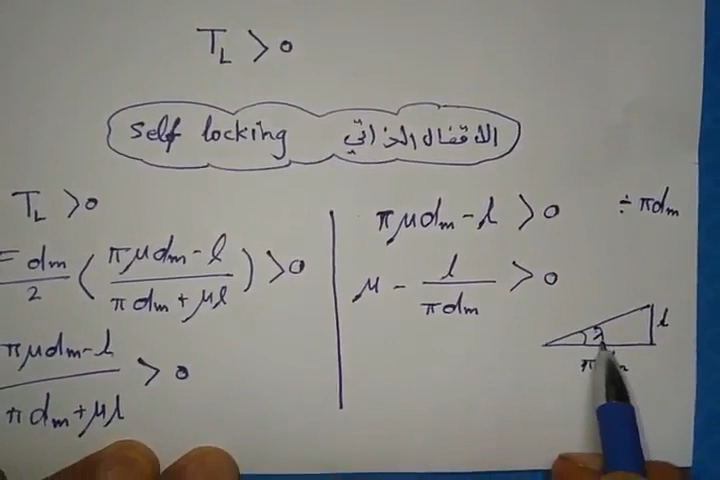 T_L > 0
self locking الاقفال الذاتي
T_L > 0
= dm/2 ( (πμdm - l)/(πdm + μl) ) > 0
(πμdm - l)/(πdm + μl) > 0
πμdm - l > 0 ÷ πdm
μ - l/(πdm) > 0
l
λ